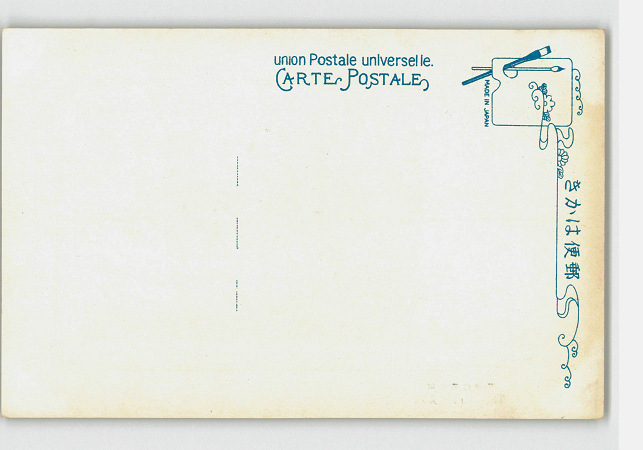 union Postale universelle.
CARTE POSTALE
MADE IN JAPAN
きかは便郵